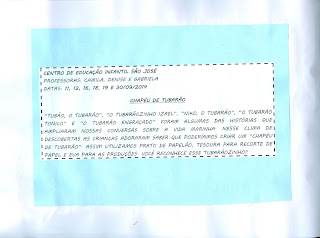 CENTRO DE EDUCAÇÃO INFANTIL SÃO JOSÉ
PROFESSORAS: CAMILA, DENISE E GABRIELA
DATAS: 11, 12, 16, 18, 19 E 30/09/2019
CHAPÉU DE TUBARÃO
"TUBÃO, O TUBARÃO", "O TUBARÃOZINHO IZAEL", "NIKO, O TUBARÃO", "O TUBARÃO
TONICO" E "O TUBARÃO ENGRAÇADO" FORAM ALGUMAS DAS HISTÓRIAS QUE
AMPLIARAM NOSSAS CONVERSAS SOBRE A VIDA MARINHA. NESSE CLIMA DE
DESCOBERTAS AS CRIANÇAS ADORARAM SABER QUE PODERÍAMOS CRIAR UM "CHAPÉU
DE TUBARÃO". ASSIM UTILIZAMOS PRATO DE PAPELÃO, TESOURA PARA RECORTE DE
PAPEL E EVA PARA AS PRODUÇÕES. VOCÊ RECONHECE ESSE TUBARÃOZINHO?